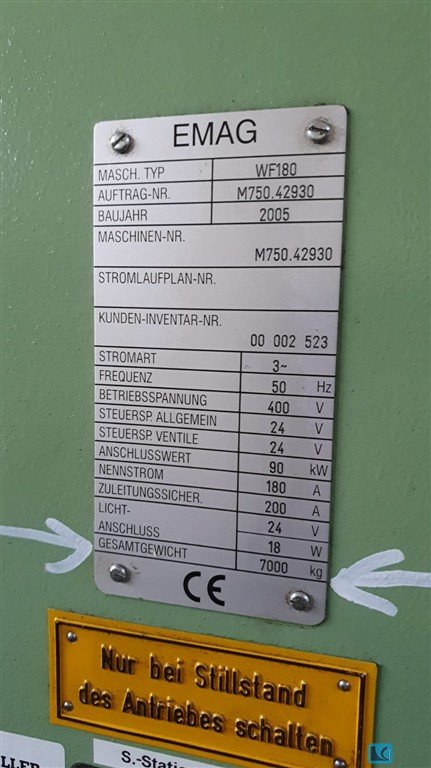 EMAG
MASCH. TYP WF180
AUFTRAG-NR. M750.42930
BAUJAHR 2005
MASCHINEN-NR.
M750.42930
STROMLAUFPLAN-NR.
KUNDEN-INVENTAR-NR.
00 002 523
STROMART 3~
FREQUENZ 50 Hz
BETRIEBSSPANNUNG 400 V
STEUERSP. ALLGEMEIN 24 V
STEUERSP. VENTILE 24 V
ANSCHLUSSWERT 90 kW
NENNSTROM 180 A
ZULEITUNGSSICHER. 200 A
LICHT- 24 V
ANSCHLUSS 18 W
GESAMTGEWICHT 7000 kg
CE
Nur bei Stillstand
des Antriebes schalten
LLER
S.-Statio